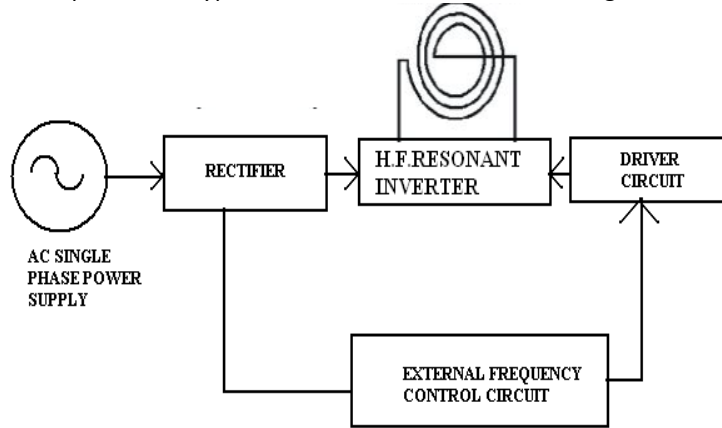 RECTIFIER
H.F.RESONANT
INVERTER
DRIVER
CIRCUIT
AC SINGLE
PHASE POWER
SUPPLY
EXTERNAL FREQUENCY
CONTROL CIRCUIT